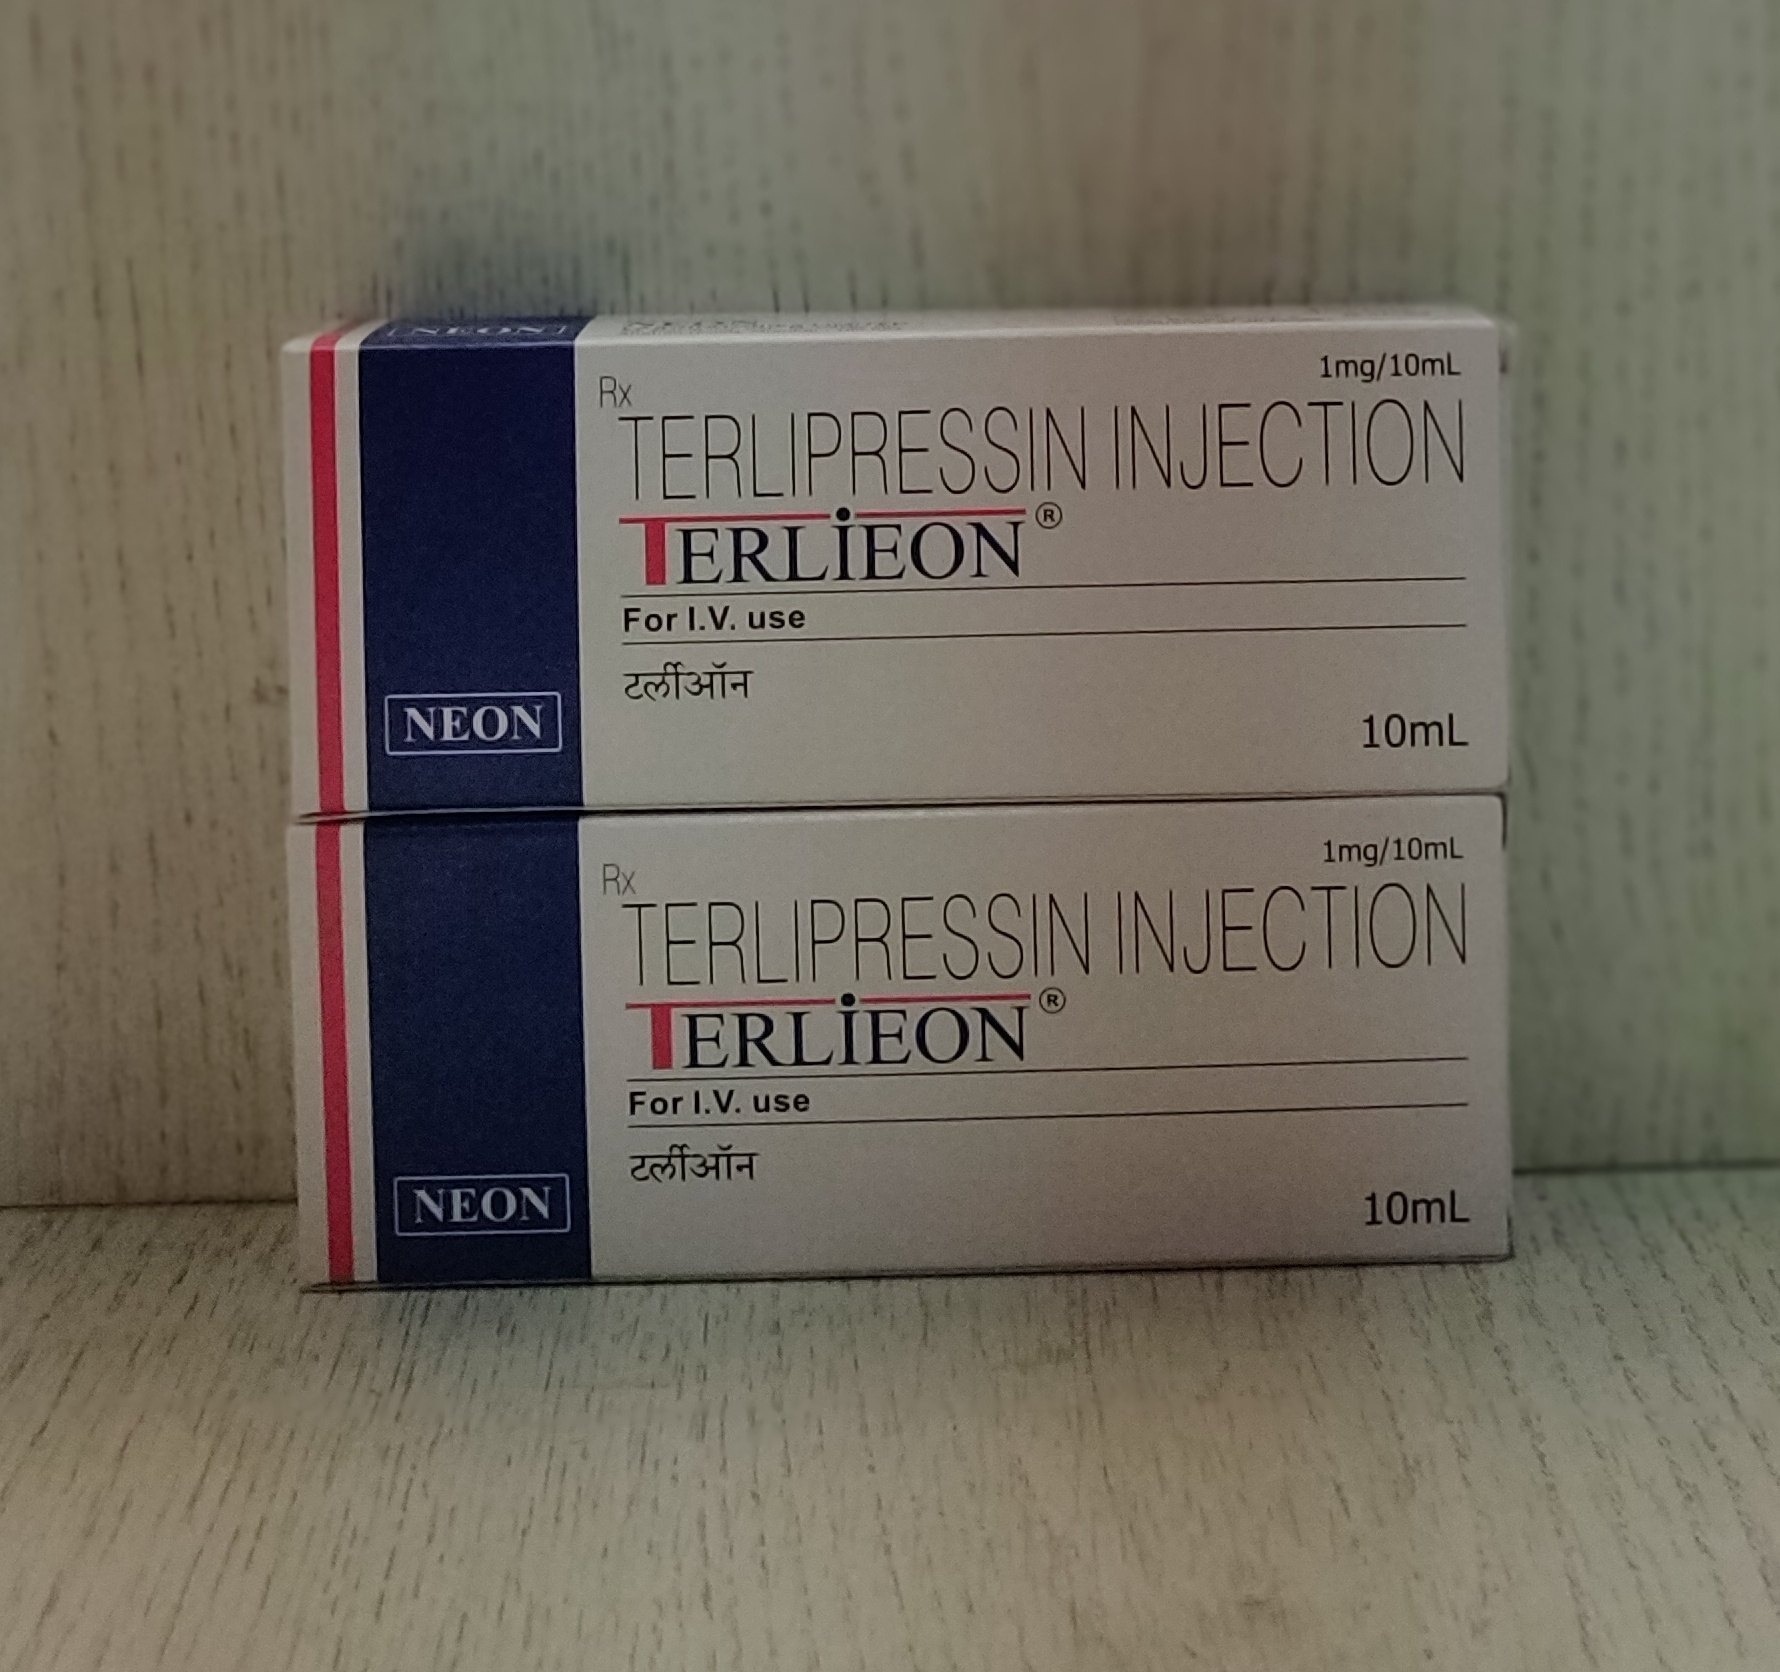 NEON
1mg/10mL
Rx
TERLIPRESSIN INJECTION
TERLIEON®
For I.V. use
टर्लीऑन
NEON
10mL
1mg/10mL
Rx
TERLIPRESSIN INJECTION
TERLIEON®
For I.V. use
टर्लीऑन
NEON
10mL